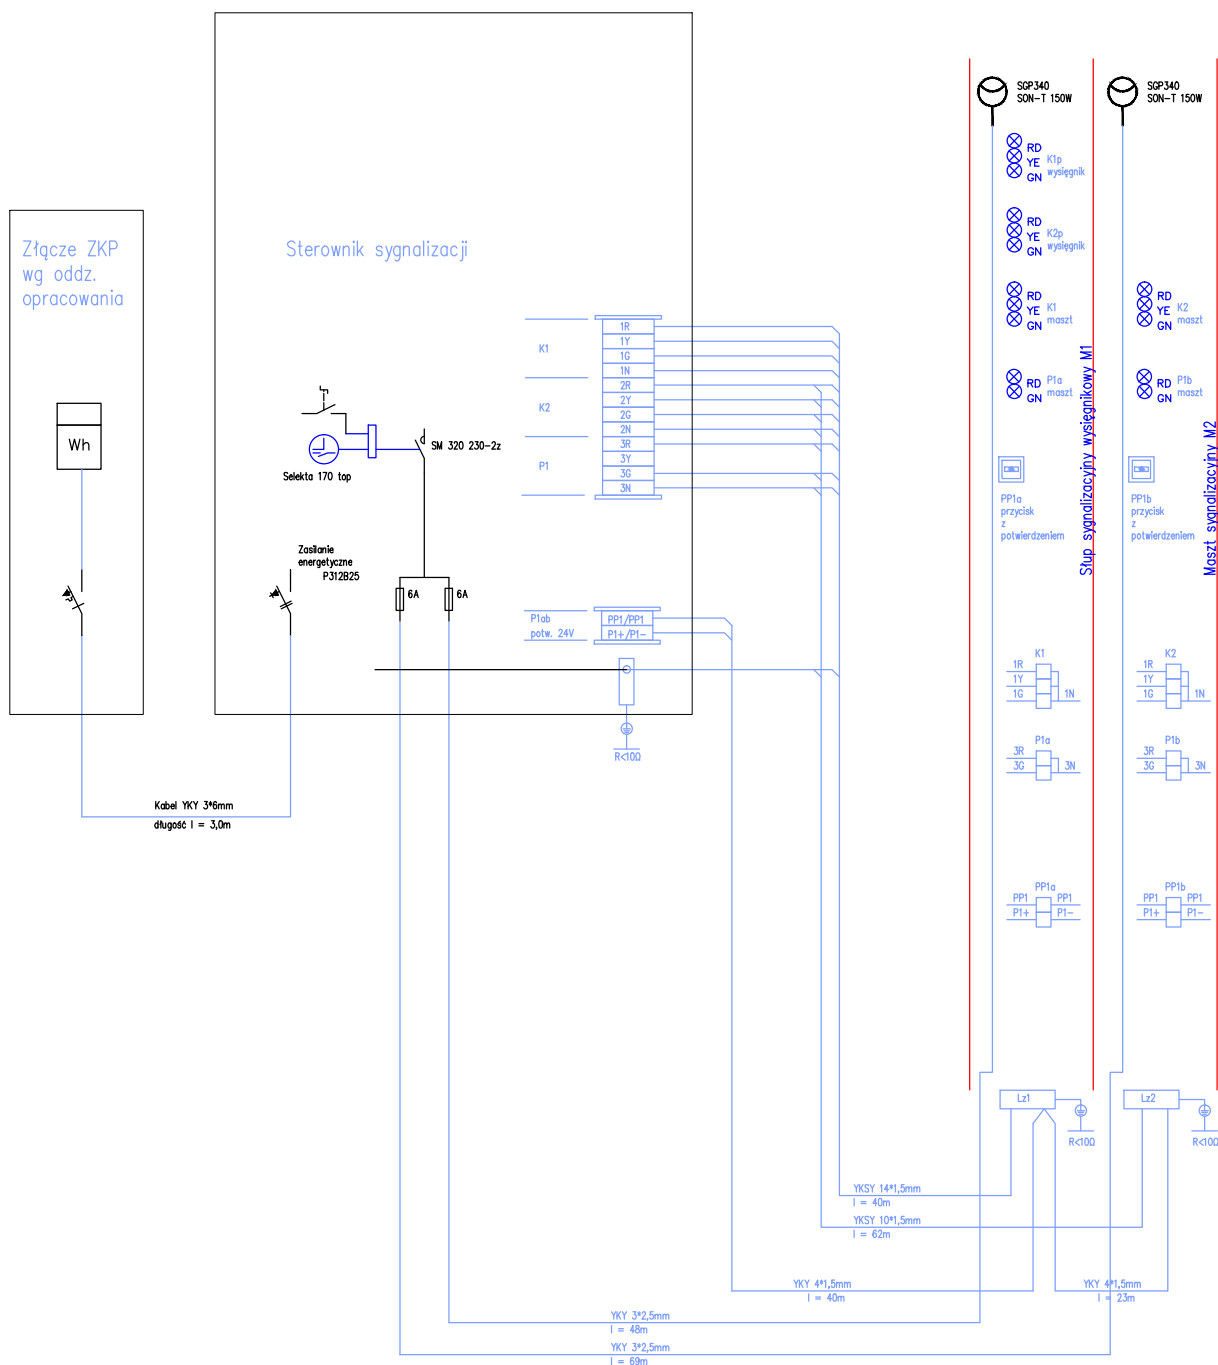 Złącze ZKP
wg oddz.
opracowania
Wh
Kabel YKY 3*6mm
długość l = 3,0m
Sterownik sygnalizacji
Selekta 170 top
SM 320 230-2z
Zasilanie
energetyczne
P312B25
6A
6A
K1
K2
P1
1R
1Y
1G
1N
2R
2Y
2G
2N
3R
3Y
3G
3N
P1ab
potw. 24V
PP1/PP1
P1+/P1-
R<10Ω
SGP340
SON-T 150W
RD
YE
GN
K1p
wysięgnik
RD
YE
GN
K2p
wysięgnik
RD
YE
GN
K1
maszt
RD
GN
P1a
maszt
PP1a
przycisk
z
potwierdzeniem
Słup sygnalizacyjny wysięgnikowy M1
K1
1R
1Y
1G
1N
P1a
3R
3G
3N
PP1a
PP1
PP1
P1+
P1-
Lz1
R<10Ω
SGP340
SON-T 150W
RD
YE
GN
K2
maszt
RD
GN
P1b
maszt
PP1b
przycisk
z
potwierdzeniem
Maszt sygnalizacyjny M2
K2
1R
1Y
1G
1N
P1b
3R
3G
3N
PP1b
PP1
PP1
P1+
P1-
Lz2
R<10Ω
YKSY 14*1,5mm
l = 40m
YKSY 10*1,5mm
l = 62m
YKY 4*1,5mm
l = 40m
YKY 4*1,5mm
l = 23m
YKY 3*2,5mm
l = 48m
YKY 3*2,5mm
l = 69m